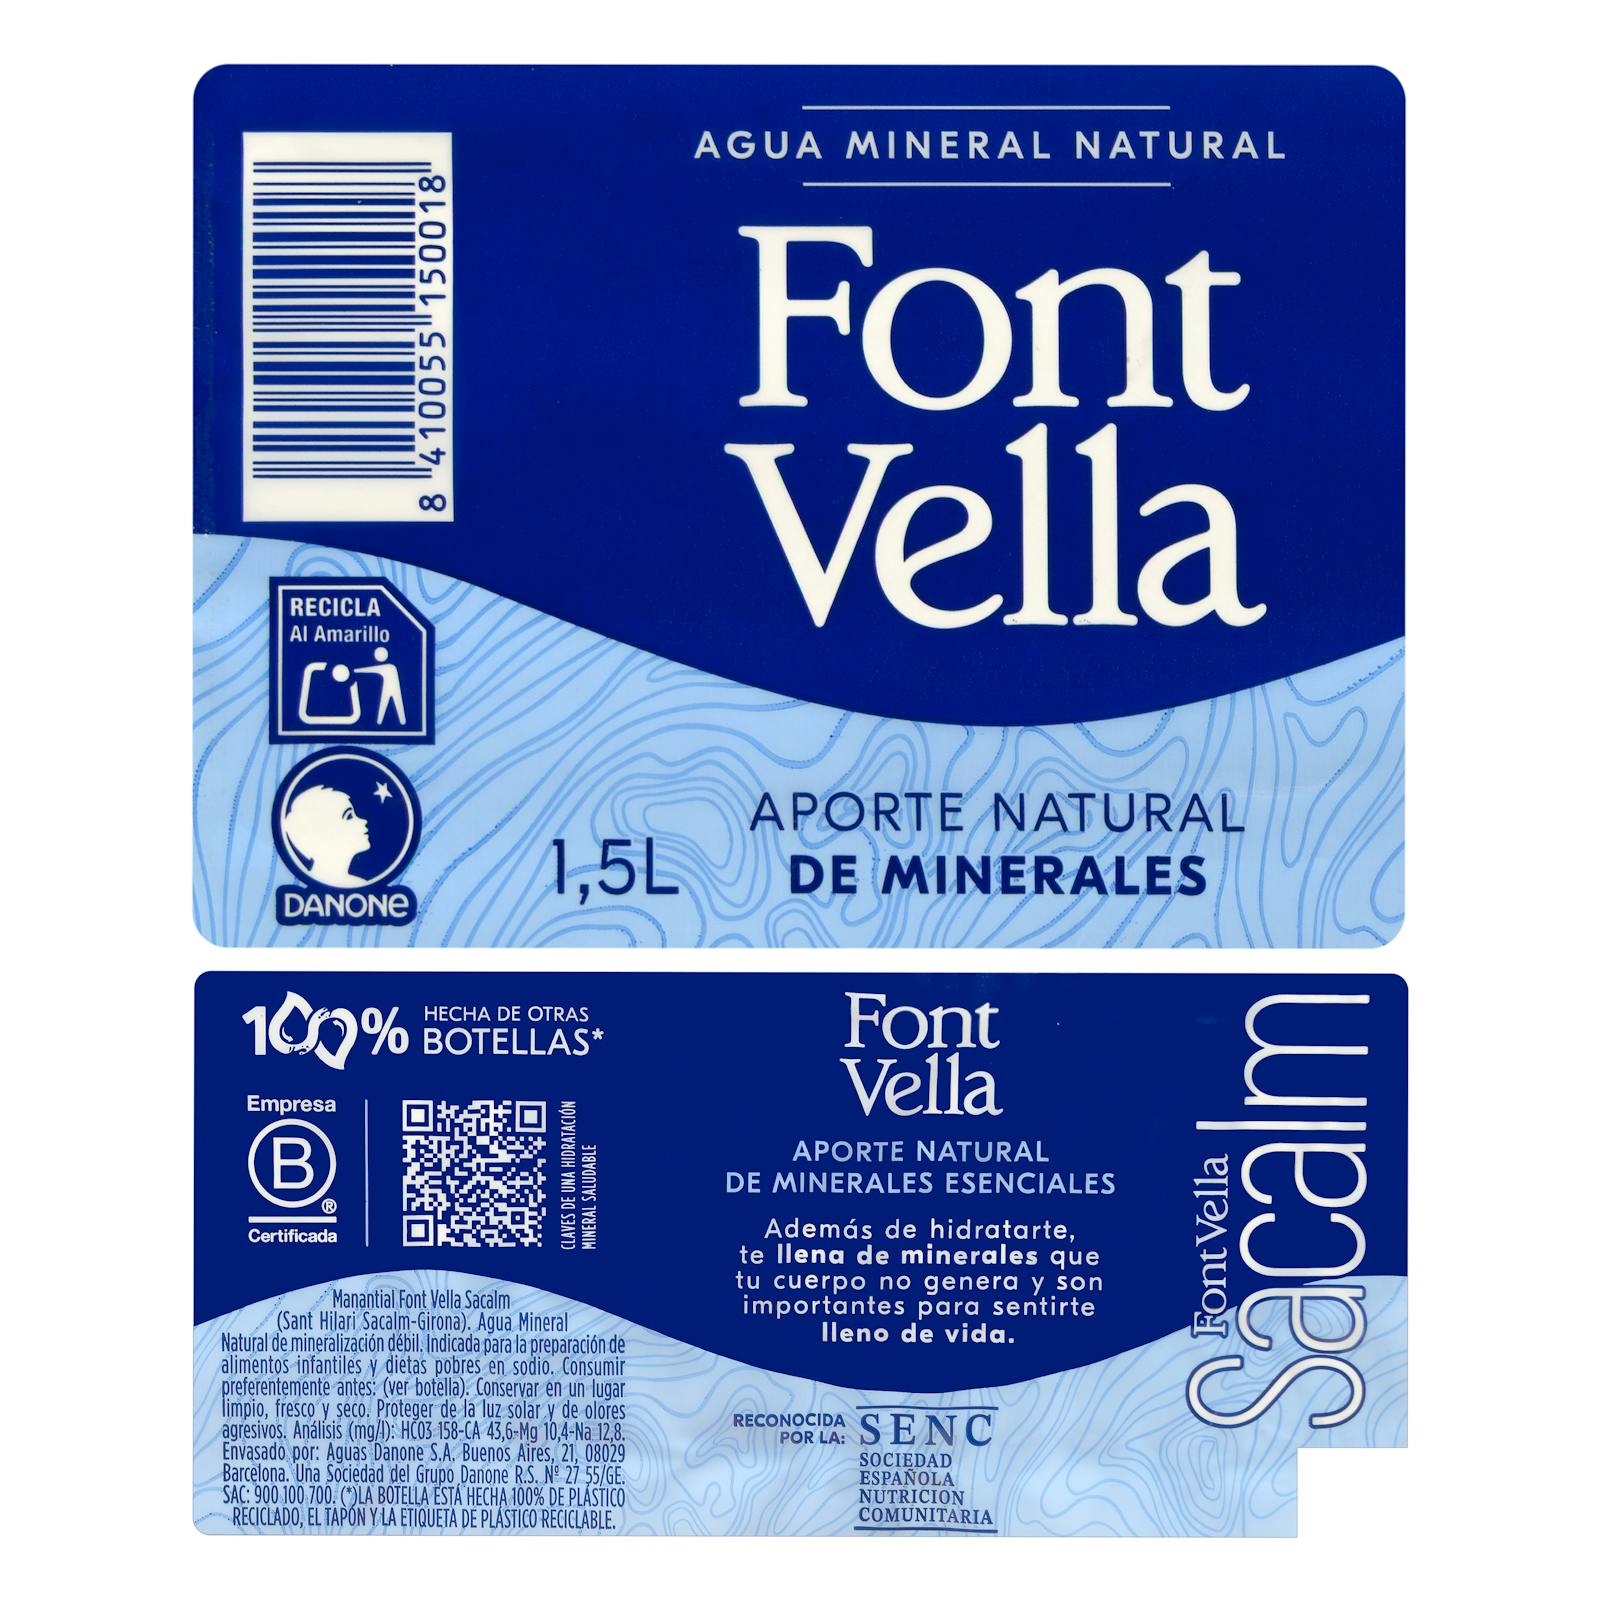 AGUA MINERAL NATURAL
Font
Vella
8 410055 150018
RECICLA
Al Amarillo
DANONE
1,5L
APORTE NATURAL
DE MINERALES
100% HECHA DE OTRAS
BOTELLAS*
Empresa
B
®
Certificada
CLAVES DE UNA HIDRATACIÓN
MINERAL SALUDABLE
Manantial Font Vella Sacalm
(Sant Hilari Sacalm-Girona). Agua Mineral
Natural de mineralización débil. Indicada para la preparación de
alimentos infantiles y dietas pobres en sodio. Consumir
preferentemente antes: (ver botella). Conservar en un lugar
limpio, fresco y seco. Proteger de la luz solar y de olores
agresivos. Análisis (mg/l): HCO3 158-CA 43,6-Mg 10,4-Na 12,8.
Envasado por: Aguas Danone S.A. Buenos Aires, 21, 08029
Barcelona. Una Sociedad del Grupo Danone R.S. Nº 27 55/GE.
SAC: 900 100 700. (*)LA BOTELLA ESTÁ HECHA 100% DE PLÁSTICO
RECICLADO, EL TAPÓN Y LA ETIQUETA DE PLÁSTICO RECICLABLE.
Font
Vella
APORTE NATURAL
DE MINERALES ESENCIALES
Además de hidratarte,
te llena de minerales que
tu cuerpo no genera y son
importantes para sentirte
lleno de vida.
RECONOCIDA
POR LA:
SENC
SOCIEDAD
ESPAÑOLA
NUTRICION
COMUNITARIA
Font Vella
Sacalm